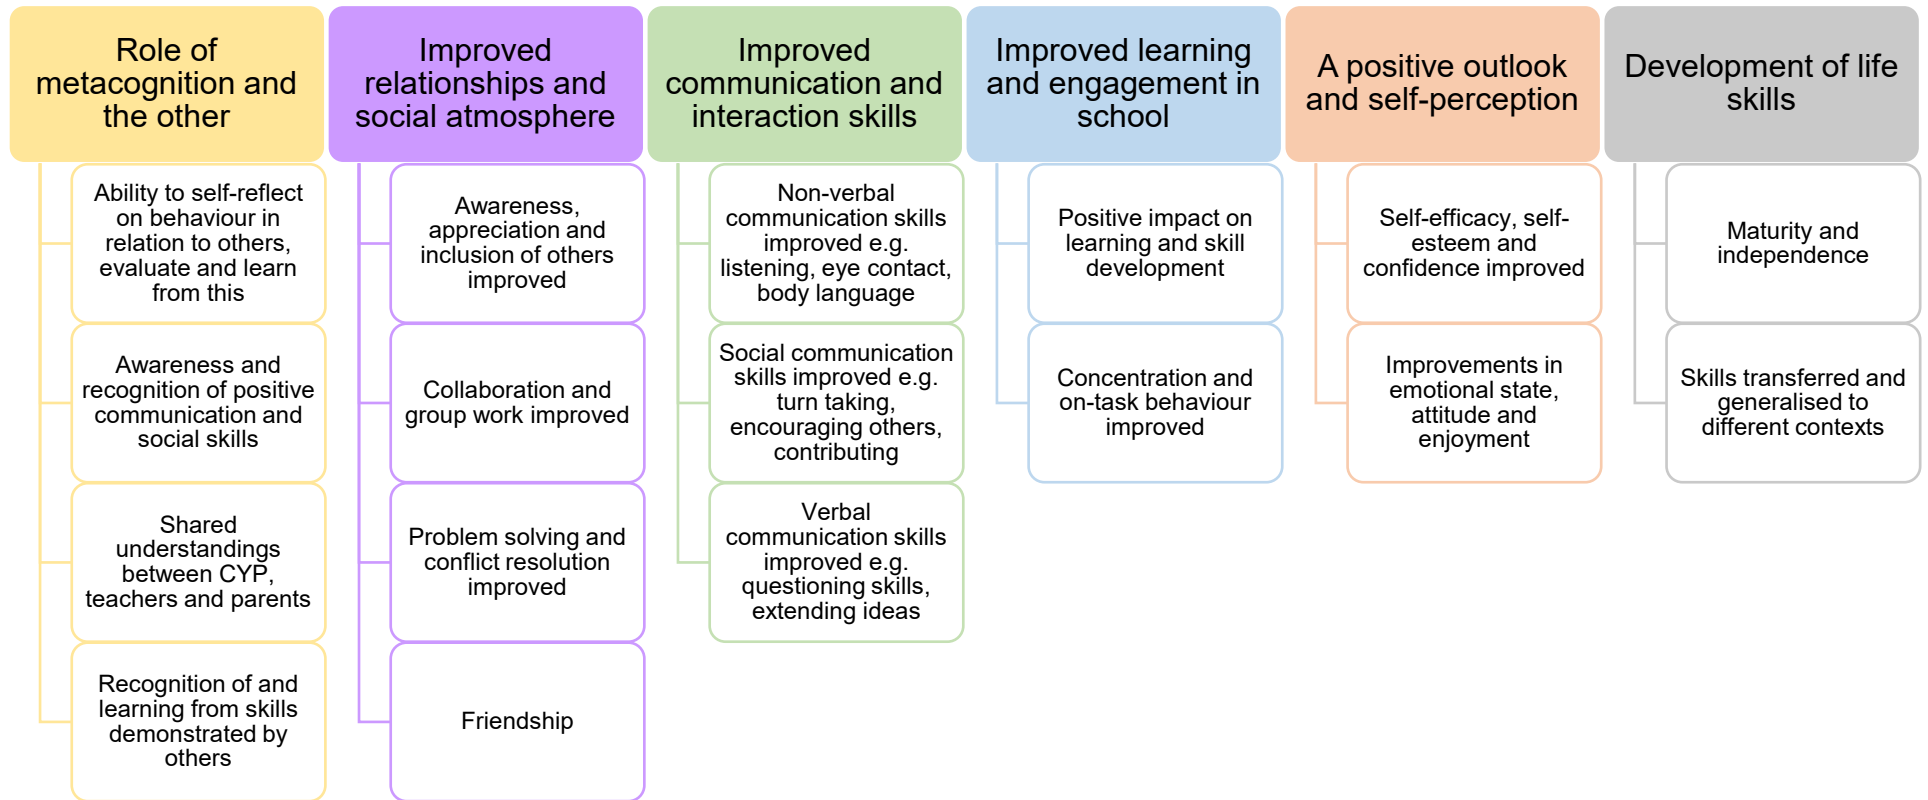 Role of
metacognition and
the other
Ability to self-reflect
on behaviour in
relation to others,
evaluate and learn
from this
Awareness and
recognition of positive
communication and
social skills
Shared
understandings
between CYP,
teachers and parents
Recognition of and
learning from skills
demonstrated by
others
Improved
relationships and
social atmosphere
Awareness,
appreciation and
inclusion of others
improved
Collaboration and
group work improved
Problem solving and
conflict resolution
improved
Friendship
Improved
communication and
interaction skills
Non-verbal
communication skills
improved e.g.
listening, eye contact,
body language
Social communication
skills improved e.g.
turn taking,
encouraging others,
contributing
Verbal
communication skills
improved e.g.
questioning skills,
extending ideas
Improved learning
and engagement in
school
Positive impact on
learning and skill
development
Concentration and
on-task behaviour
improved
A positive outlook
and self-perception
Self-efficacy, self-
esteem and
confidence improved
Improvements in
emotional state,
attitude and
enjoyment
Development of life
skills
Maturity and
independence
Skills transferred and
generalised to
different contexts